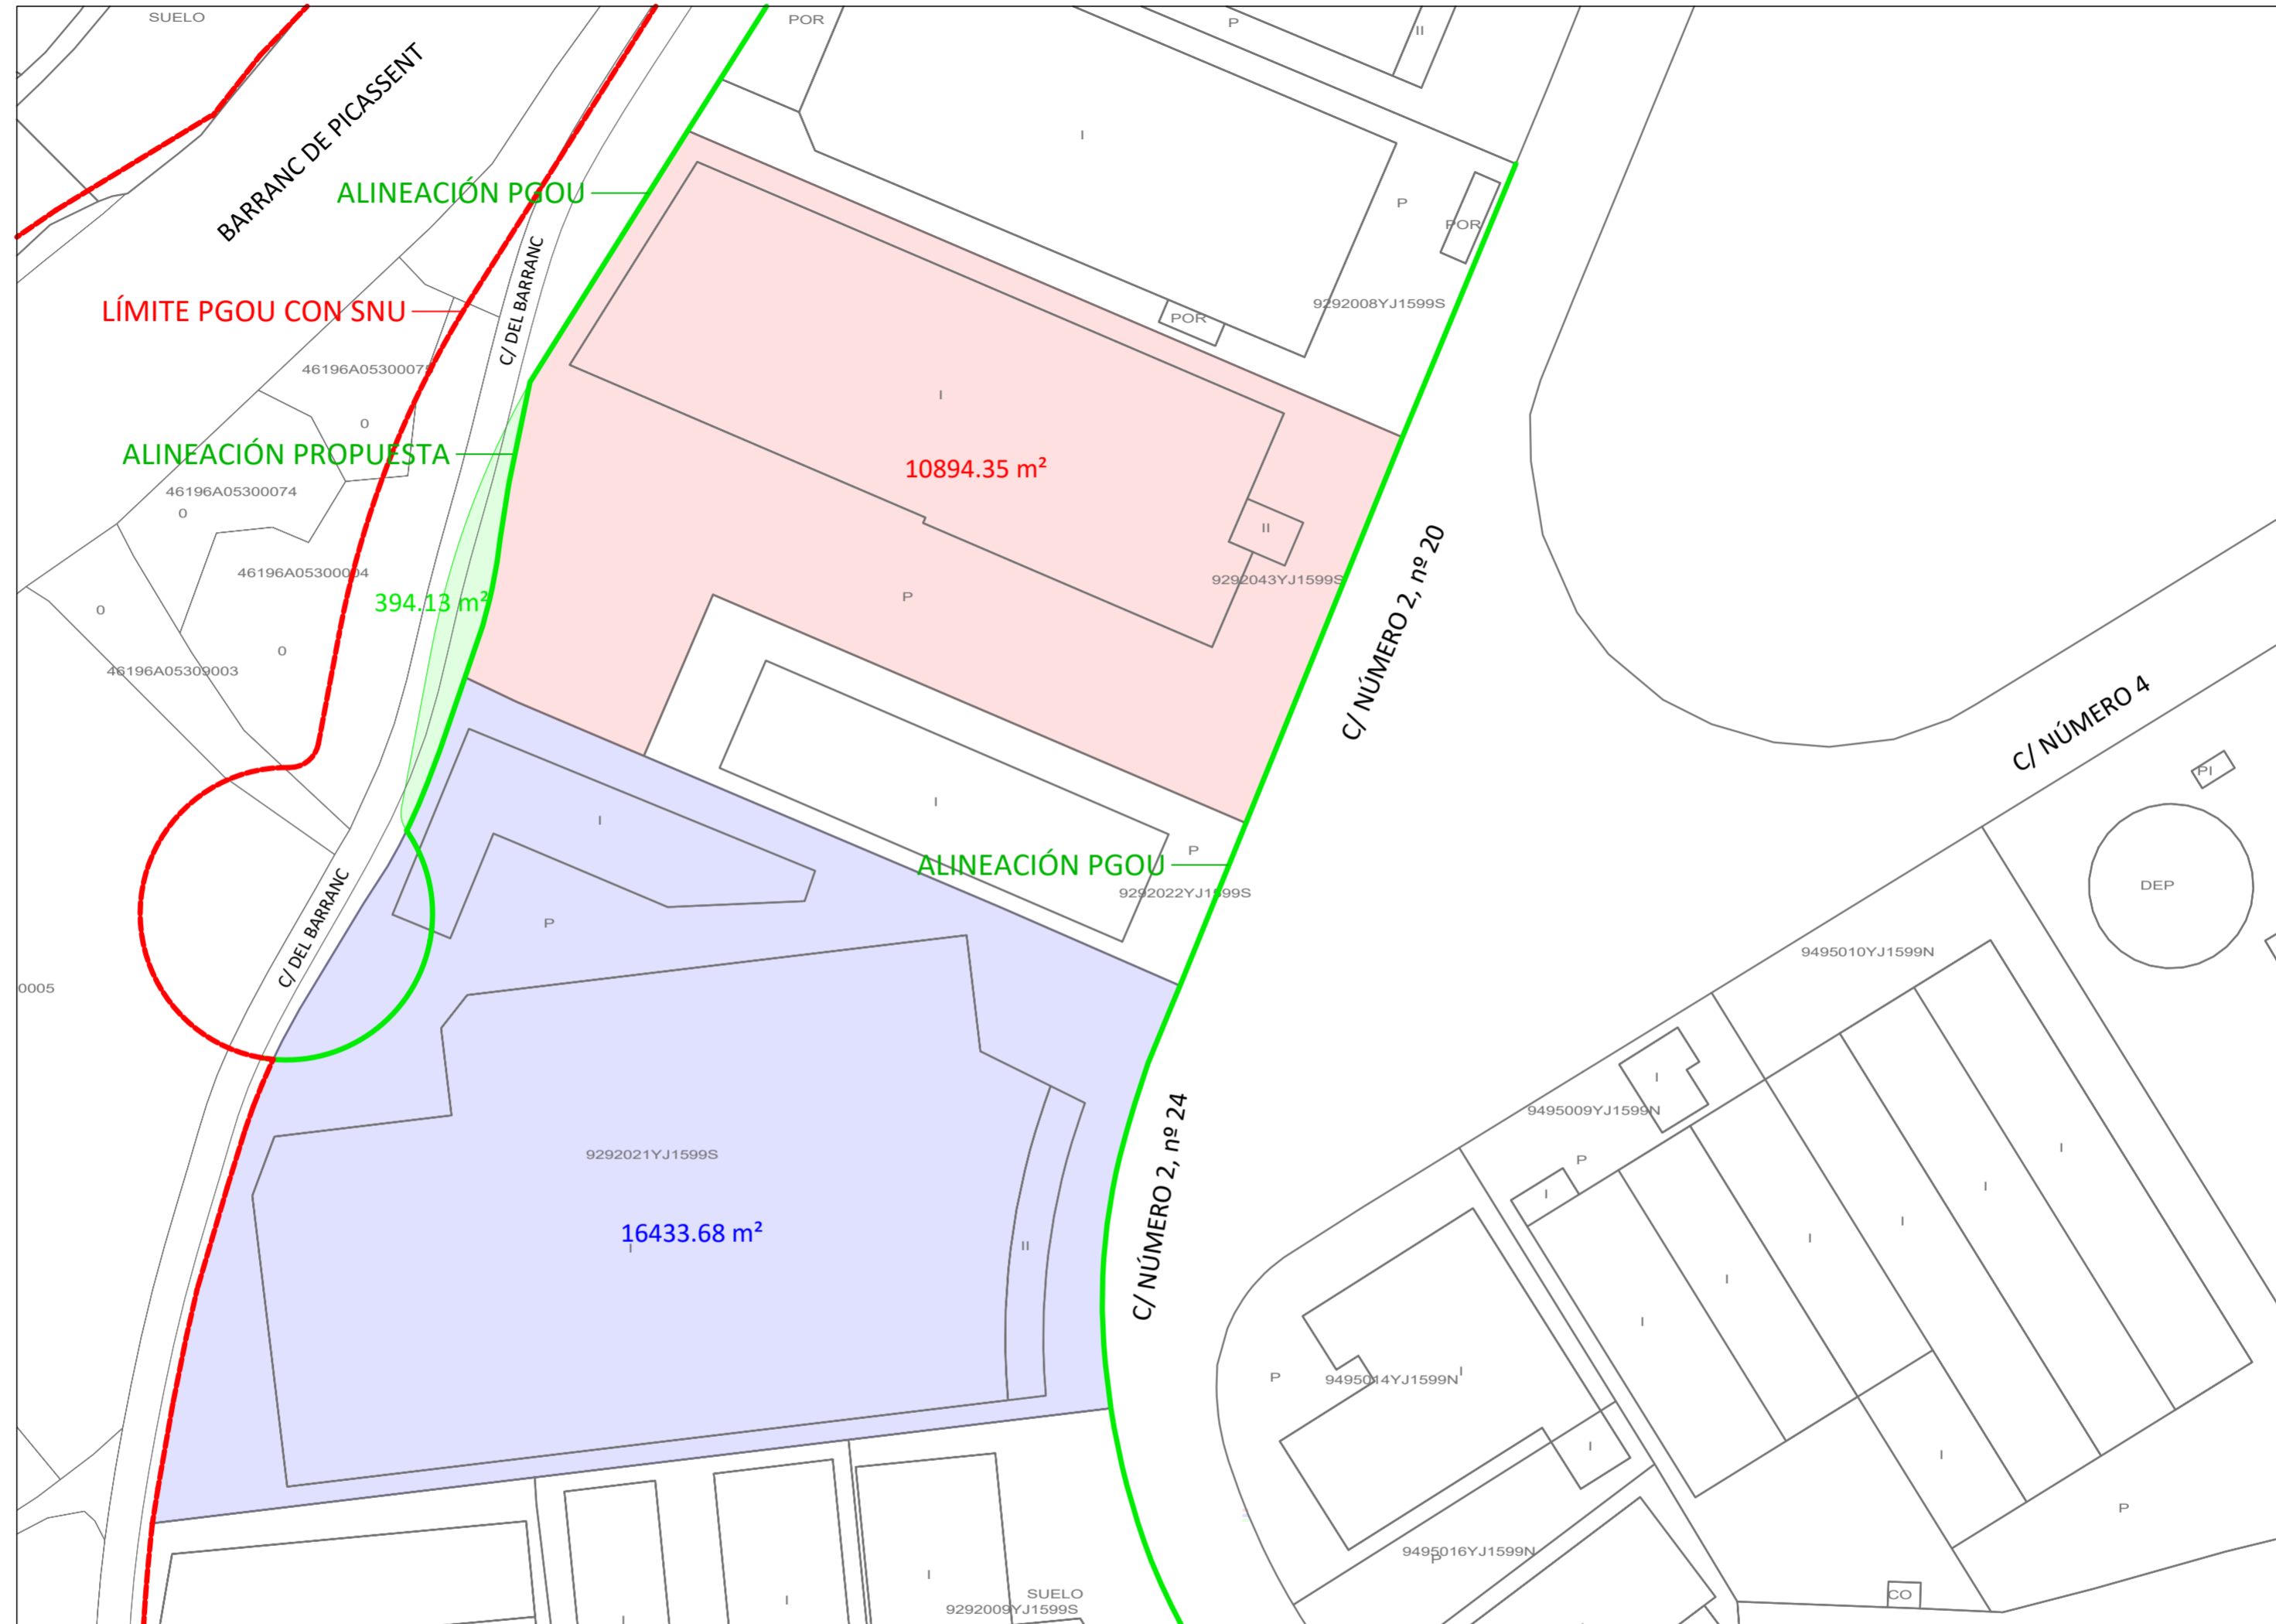 SUELO
POR
P
II
BARRANC DE PICASSENT
I
ALINEACIÓN PGOU
P
POR
C/ DEL BARRANC
LÍMITE PGOU CON SNU
9292008YJ1599S
POR
46196A0530007
I
0
ALINEACIÓN PROPUESTA
10894.35 m²
46196A05300074
0
II
46196A05300004
9292043YJ1599S
C/ NÚMERO 2, nº 20
394.13 m²
P
0
0
46196A05309003
C/ NÚMERO 4
PI
I
I
P
ALINEACIÓN PGOU
9292022YJ1599S
DEP
P
C/ DEL BARRANC
9495010YJ1599N
0005
I
9495009YJ1599N
I
9292021YJ1599S
C/ NÚMERO 2, nº 24
P
I
I
I
16433.68 m²
I
II
I
I
I
P
9495014YJ1599N
I
I
I
P
9495016YJ1599N
P
I
I
SUELO
9292009YJ1599S
CO
I